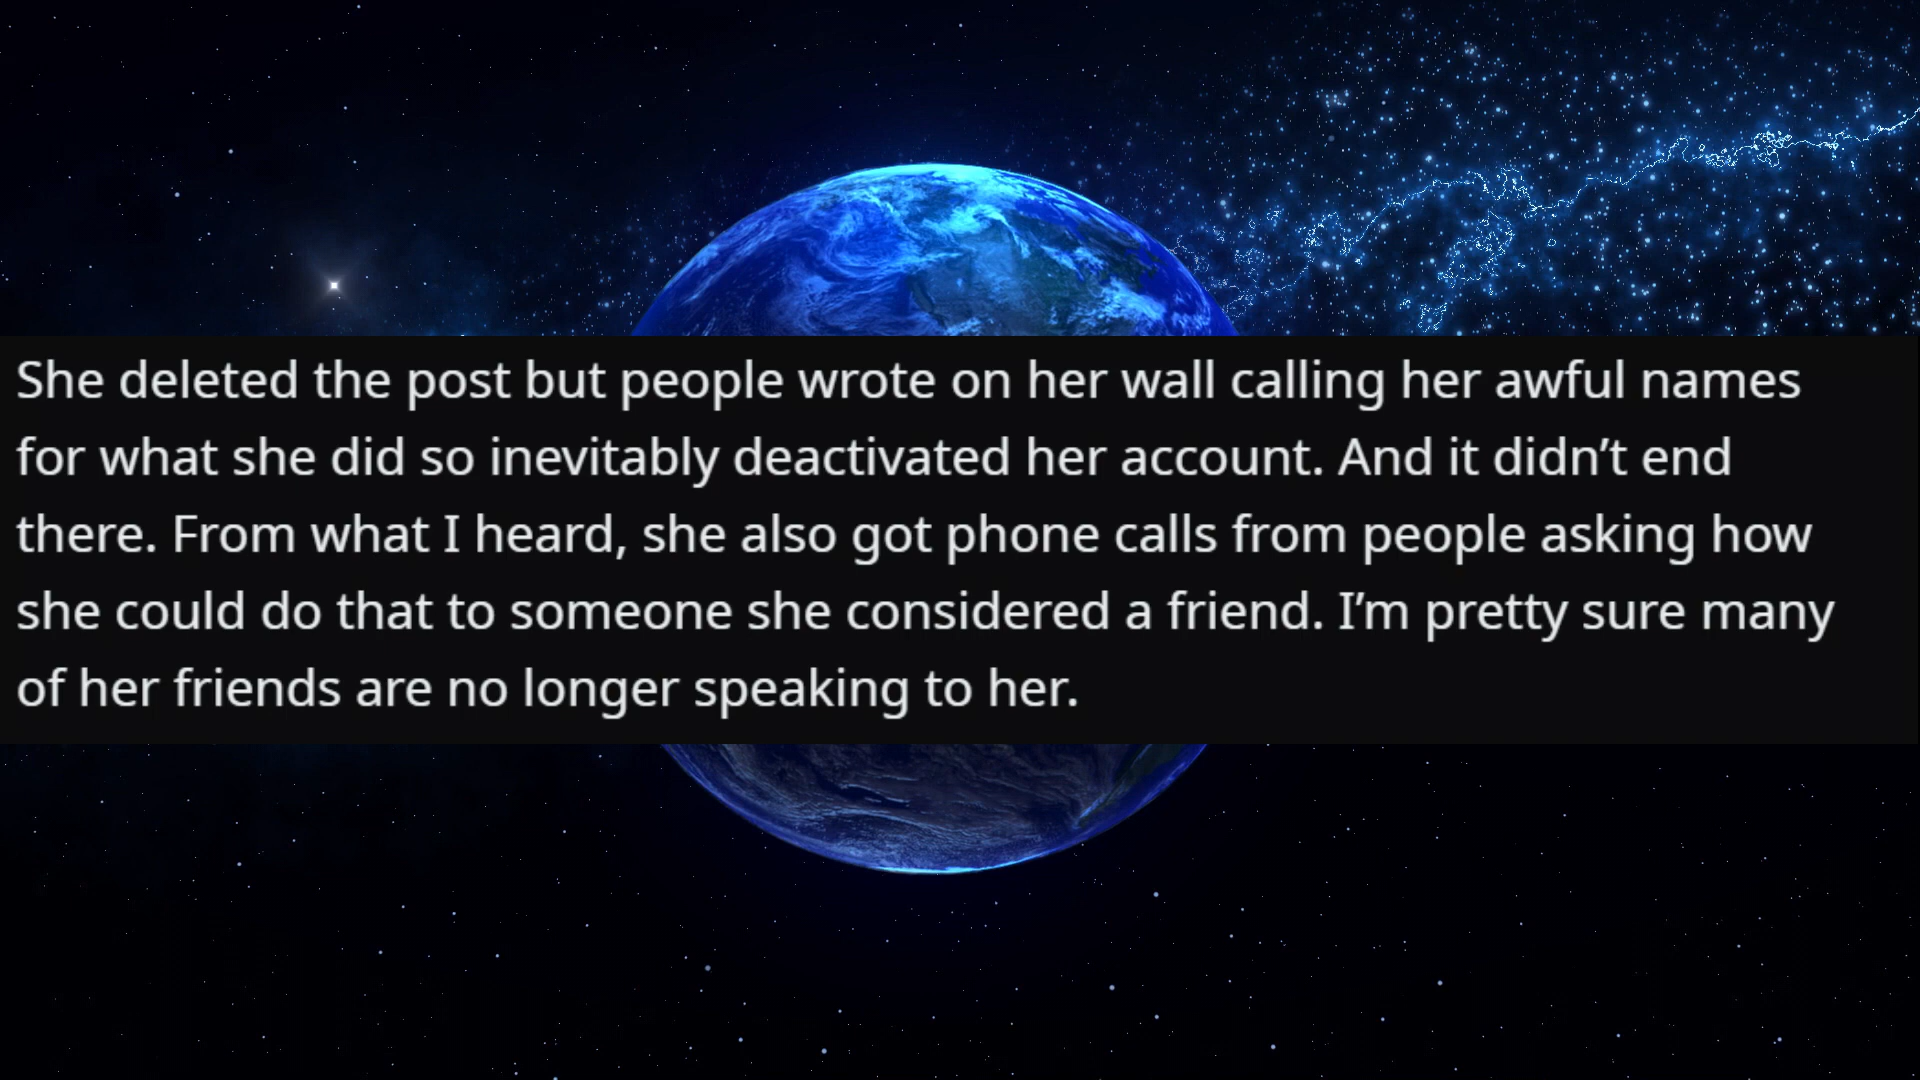 She deleted the post but people wrote on her wall calling her awful names
for what she did so inevitably deactivated her account. And it didn’t end
there. From what I heard, she also got phone calls from people asking how
she could do that to someone she considered a friend. I’m pretty sure many
of her friends are no longer speaking to her.